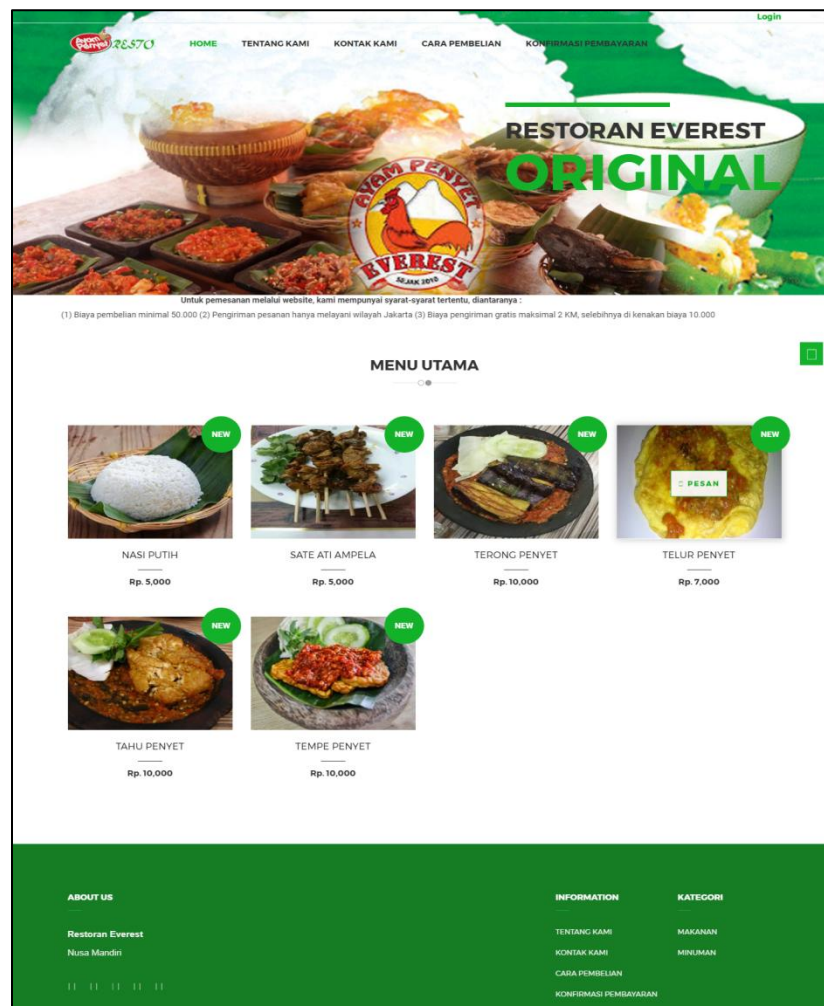 Login
Ayam Penyet RESTO
HOME TENTANG KAMI KONTAK KAMI CARA PEMBELIAN KONFIRMASI PEMBAYARAN
RESTORAN EVEREST
ORIGINAL
AYAM PENYET
EVEREST
SEJAK 2010
Untuk pemesanan melalui website, kami mempunyai syarat-syarat tertentu, diantaranya :
(1) Biaya pembelian minimal 50.000 (2) Pengiriman pesanan hanya melayani wilayah Jakarta (3) Biaya pengiriman gratis maksimal 2 KM, selebihnya di kenakan biaya 10.000
MENU UTAMA
NEW NEW NEW NEW
PESAN
NASI PUTIH SATE ATI AMPELA TERONG PENYET TELUR PENYET
Rp. 5,000 Rp. 5,000 Rp. 10,000 Rp. 7,000
NEW NEW
TAHU PENYET TEMPE PENYET
Rp. 10,000 Rp. 10,000
ABOUT US INFORMATION KATEGORI
Restoran Everest TENTANG KAMI MAKANAN
Nusa Mandiri KONTAK KAMI MINUMAN
CARA PEMBELIAN
KONFIRMASI PEMBAYARAN